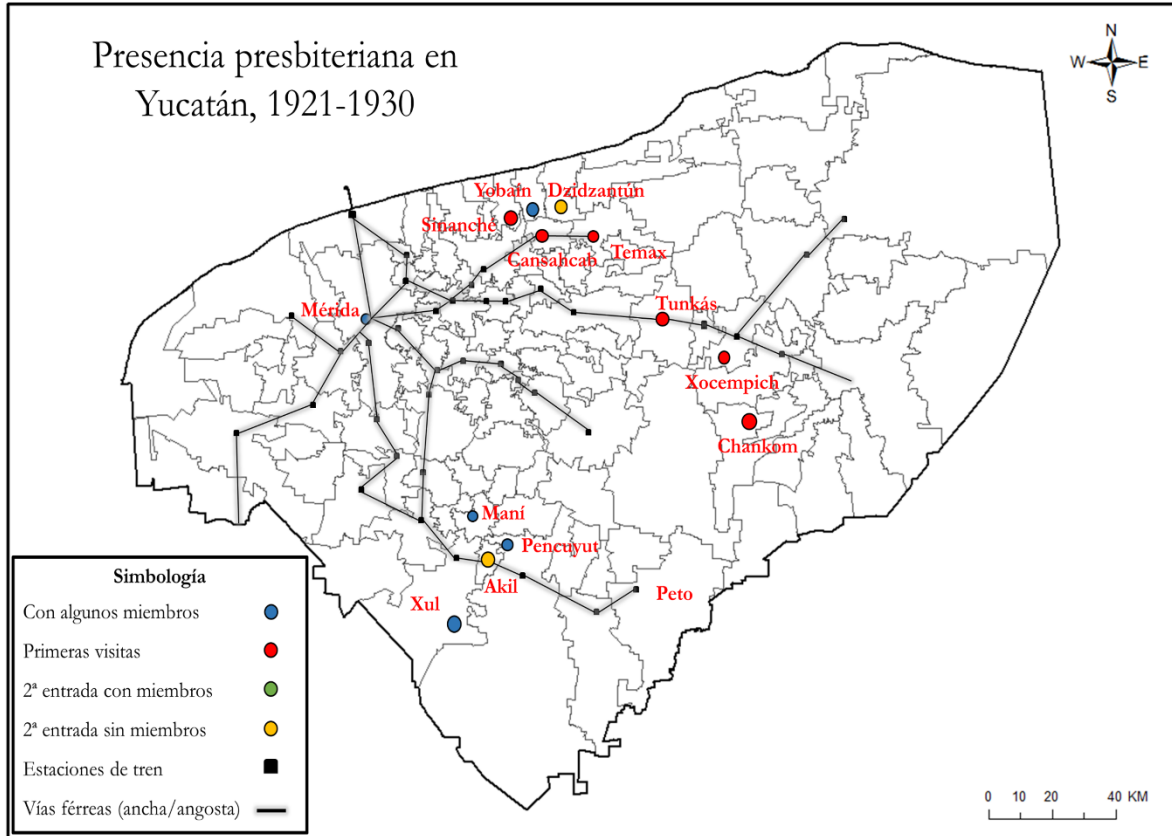 Presencia presbiteriana en
Yucatán, 1921-1930
N
W
E
S
Yobaín
Dzidzantún
Sinanché
Cansahcab
Temax
Mérida
Tunkás
Xocempich
Chankom
Maní
Pencuyut
Akil
Peto
Xul
Simbología
Con algunos miembros
Primeras visitas
2ª entrada con miembros
2ª entrada sin miembros
Estaciones de tren
Vías férreas (ancha/angosta)
0 10 20 40 KM